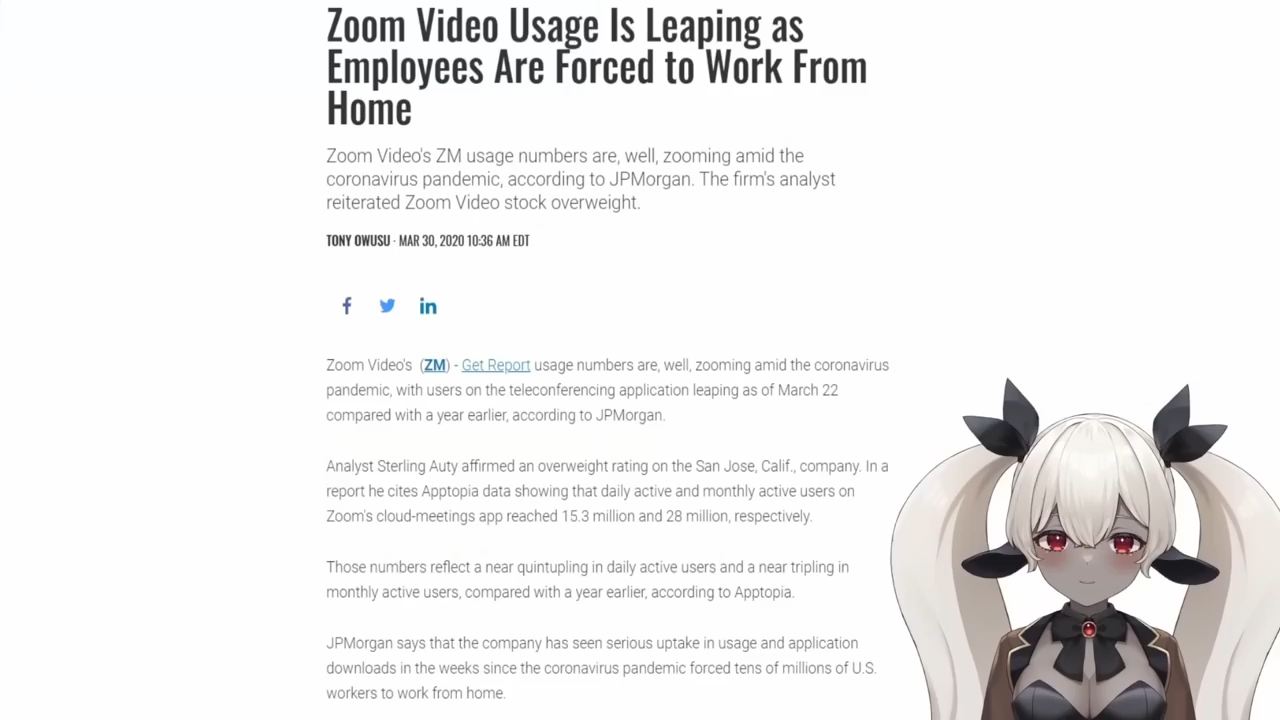 Zoom Video Usage Is Leaping as
Employees Are Forced to Work From
Home
Zoom Video's ZM usage numbers are, well, zooming amid the
coronavirus pandemic, according to JPMorgan. The firm's analyst
reiterated Zoom Video stock overweight.
TONY OWUSU · MAR 30, 2020 10:36 AM EDT
Zoom Video's (ZM) - Get Report usage numbers are, well, zooming amid the coronavirus
pandemic, with users on the teleconferencing application leaping as of March 22
compared with a year earlier, according to JPMorgan.
Analyst Sterling Auty affirmed an overweight rating on the San Jose, Calif., company. In a
report he cites Apptopia data showing that daily active and monthly active users on
Zoom's cloud-meetings app reached 15.3 million and 28 million, respectively.
Those numbers reflect a near quintupling in daily active users and a near tripling in
monthly active users, compared with a year earlier, according to Apptopia.
JPMorgan says that the company has seen serious uptake in usage and application
downloads in the weeks since the coronavirus pandemic forced tens of millions of U.S.
workers to work from home.